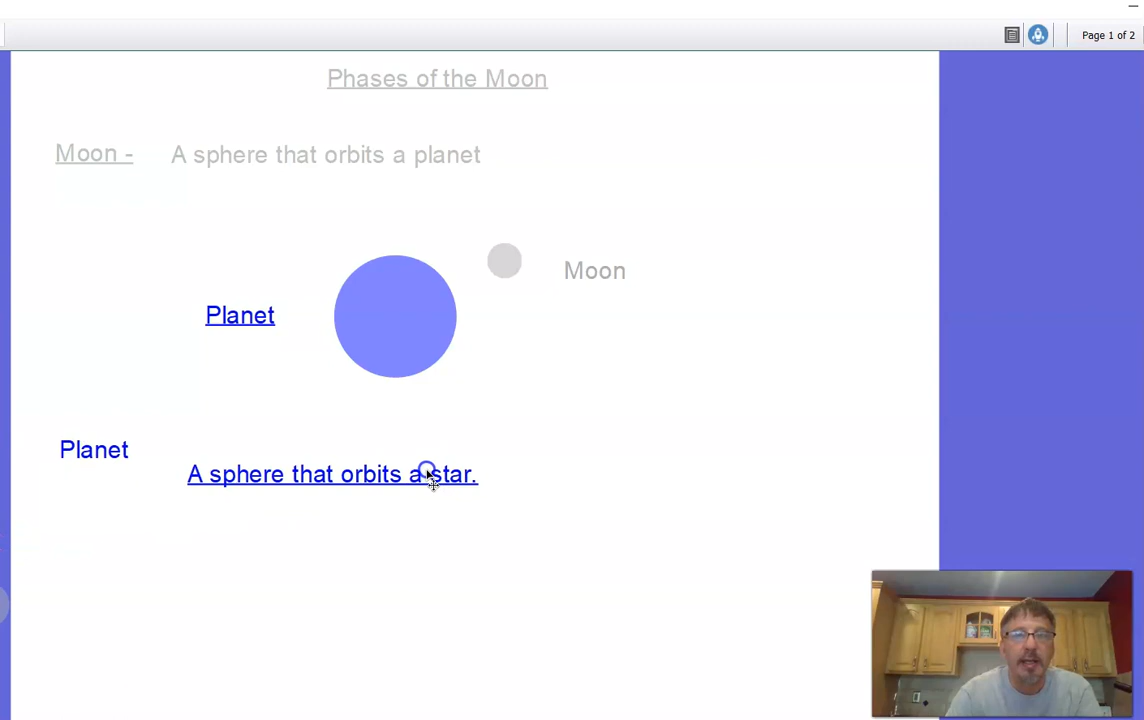 Page 1 of 2
Phases of the Moon
Moon - A sphere that orbits a planet
Moon
Planet
Planet
A sphere that orbits a star.